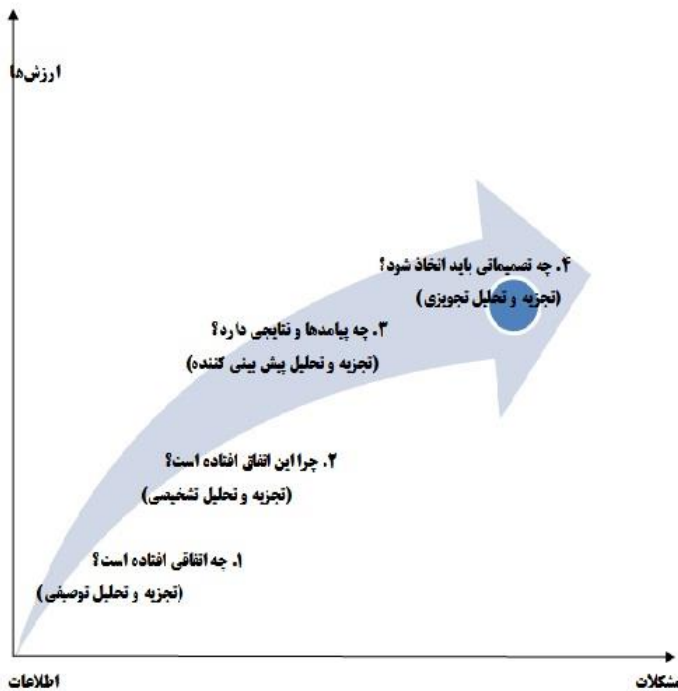 ارزش‌ها
۴. چه تصمیماتی باید اتخاذ شود؟
(تجزیه و تحلیل تجویزی)
۳. چه پیامدها و نتایجی دارد؟
(تجزیه و تحلیل پیش بینی کننده)
۲. چرا این اتفاق افتاده است؟
(تجزیه و تحلیل تشخیصی)
۱. چه اتفاقی افتاده است؟
(تجزیه و تحلیل توصیفی)
مشکلات
اطلاعات